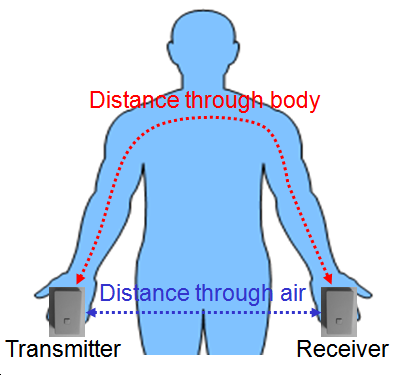 Distance through body
Distance through air
Transmitter
Receiver